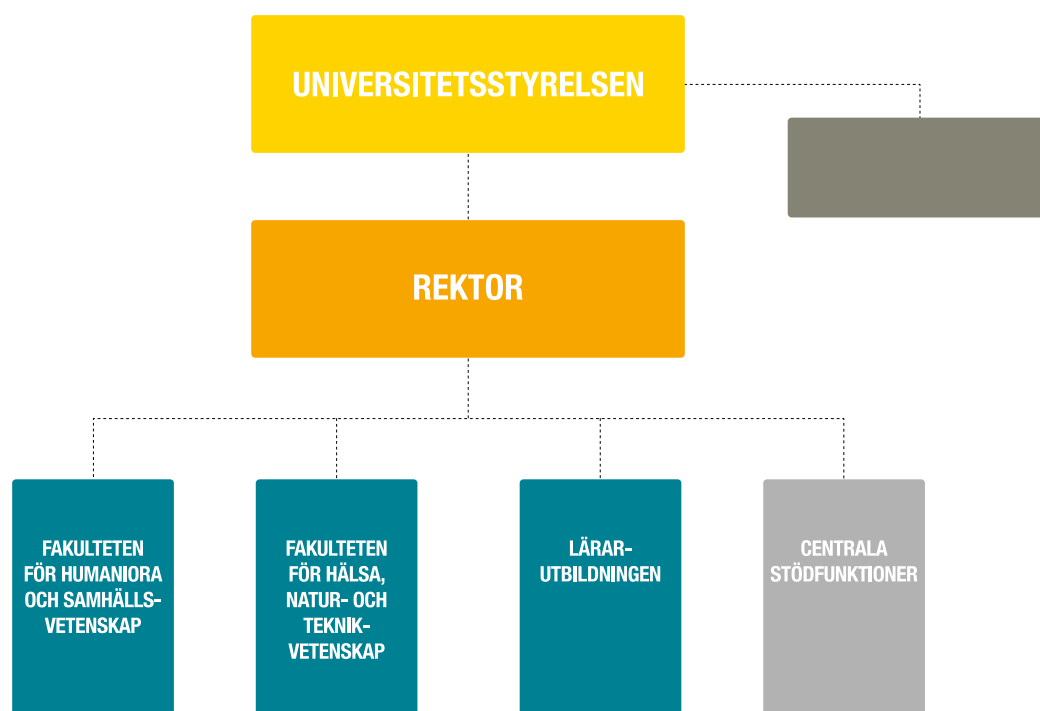 UNIVERSITETSSTYRELSEN
REKTOR
FAKULTETEN
FÖR HUMANIORA
OCH SAMHÄLLS-
VETENSKAP
FAKULTETEN
FÖR HÄLSA,
NATUR- OCH
TEKNIK-
VETENSKAP
LÄRAR-
UTBILDNINGEN
CENTRALA
STÖDFUNKTIONER